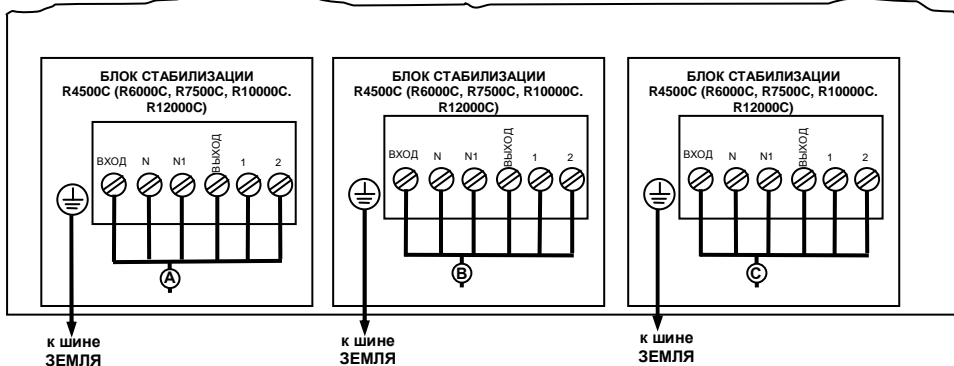 БЛОК СТАБИЛИЗАЦИИ
R4500C (R6000C, R7500C, R10000C.
R12000C)
ВХОД N N1 ВЫХОД 1 2
A
к шине
ЗЕМЛЯ
БЛОК СТАБИЛИЗАЦИИ
R4500C (R6000C, R7500C, R10000C.
R12000C)
ВХОД N N1 ВЫХОД 1 2
B
к шине
ЗЕМЛЯ
БЛОК СТАБИЛИЗАЦИИ
R4500C (R6000C, R7500C, R10000C.
R12000C)
ВХОД N N1 ВЫХОД 1 2
C
к шине
ЗЕМЛЯ